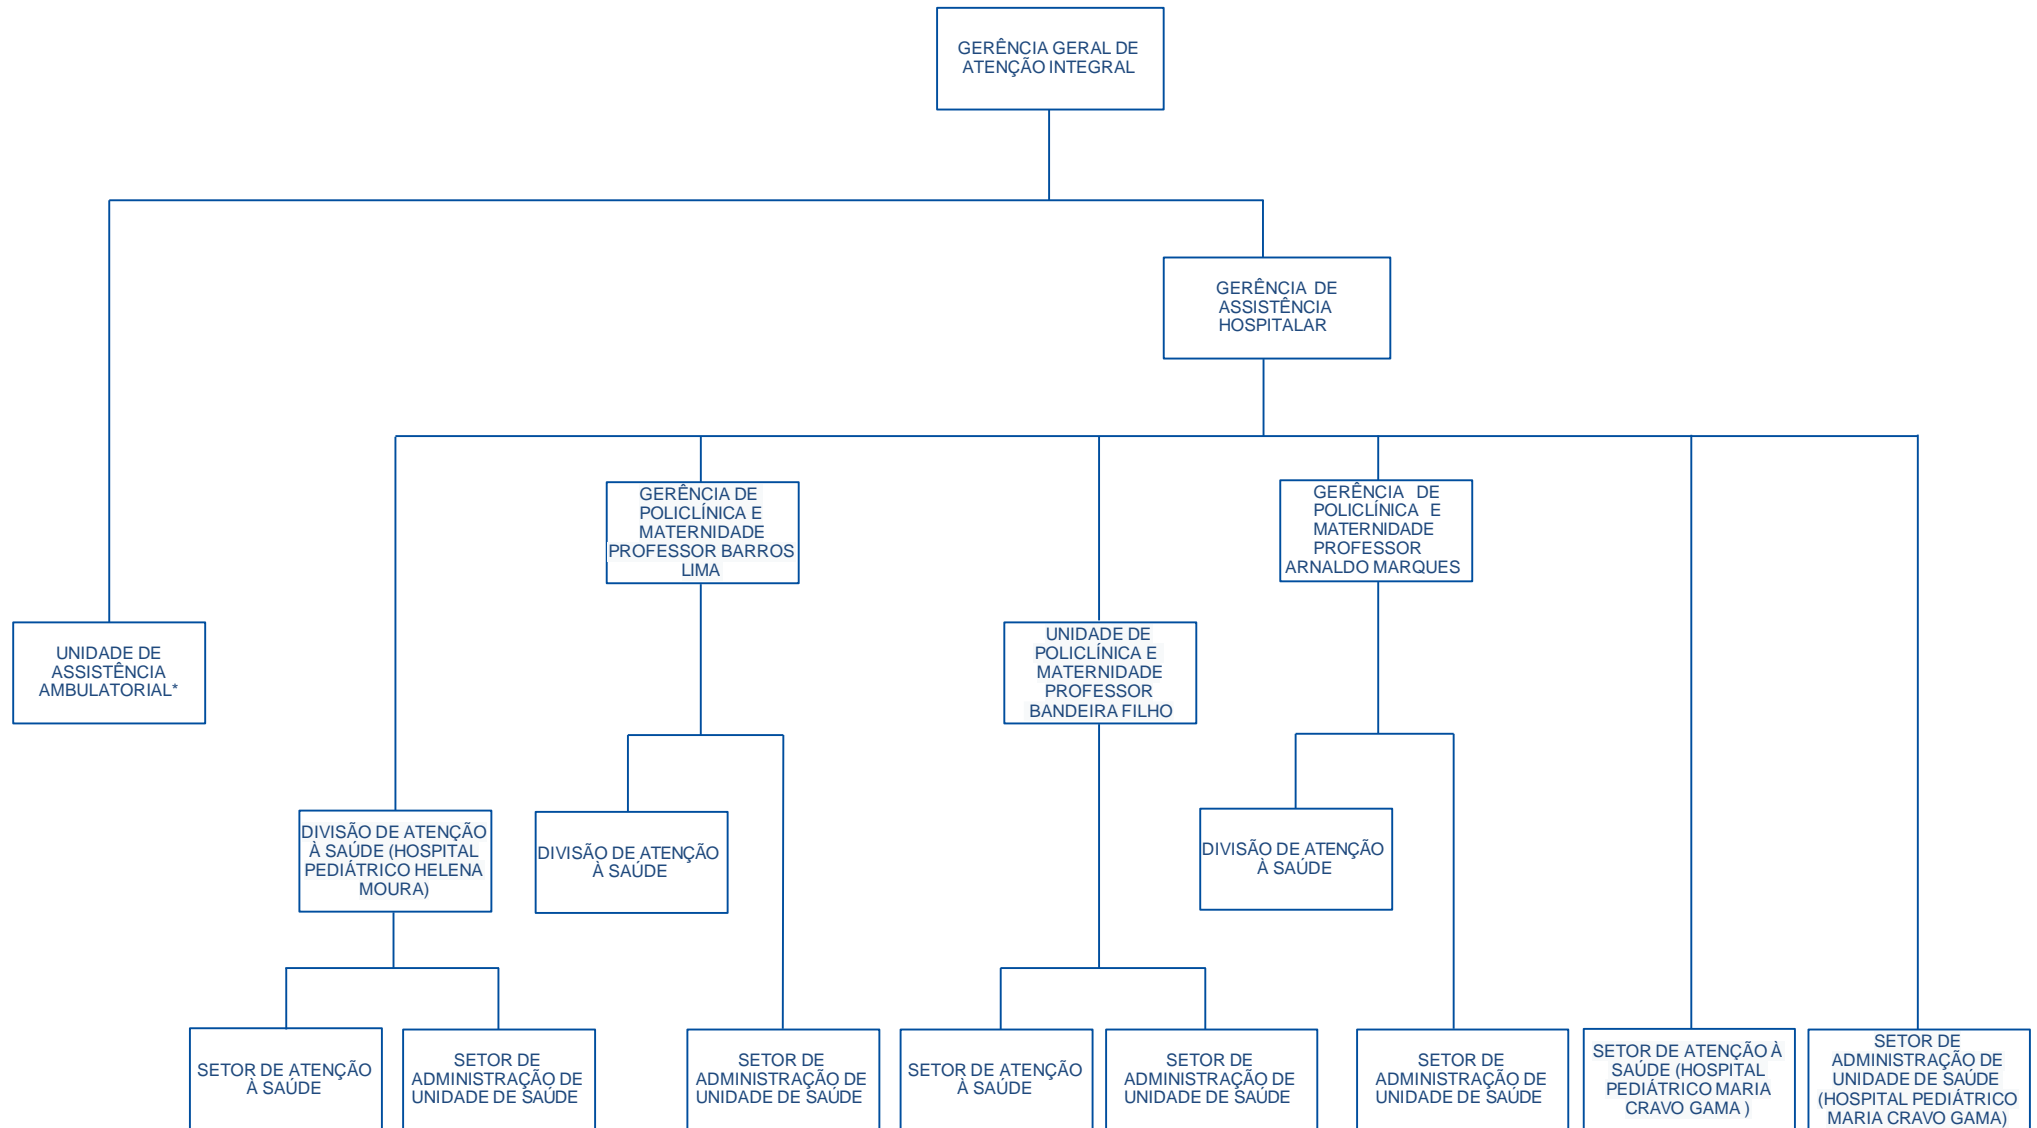 GERÊNCIA GERAL DE
ATENÇÃO INTEGRAL
GERÊNCIA DE
ASSISTÊNCIA
HOSPITALAR
GERÊNCIA DE
POLICLÍNICA E
MATERNIDADE
PROFESSOR BARROS
LIMA
GERÊNCIA DE
POLICLÍNICA E
MATERNIDADE
PROFESSOR
ARNALDO MARQUES
UNIDADE DE
ASSISTÊNCIA
AMBULATORIAL*
UNIDADE DE
POLICLÍNICA E
MATERNIDADE
PROFESSOR
BANDEIRA FILHO
DIVISÃO DE ATENÇÃO
À SAÚDE (HOSPITAL
PEDIÁTRICO HELENA
MOURA)
DIVISÃO DE ATENÇÃO
À SAÚDE
DIVISÃO DE ATENÇÃO
À SAÚDE
SETOR DE ATENÇÃO
À SAÚDE
SETOR DE
ADMINISTRAÇÃO DE
UNIDADE DE SAÚDE
SETOR DE
ADMINISTRAÇÃO DE
UNIDADE DE SAÚDE
SETOR DE ATENÇÃO
À SAÚDE
SETOR DE
ADMINISTRAÇÃO DE
UNIDADE DE SAÚDE
SETOR DE
ADMINISTRAÇÃO DE
UNIDADE DE SAÚDE
SETOR DE ATENÇÃO À
SAÚDE (HOSPITAL
PEDIÁTRICO MARIA
CRAVO GAMA )
SETOR DE
ADMINISTRAÇÃO DE
UNIDADE DE SAÚDE
(HOSPITAL PEDIÁTRICO
MARIA CRAVO GAMA)